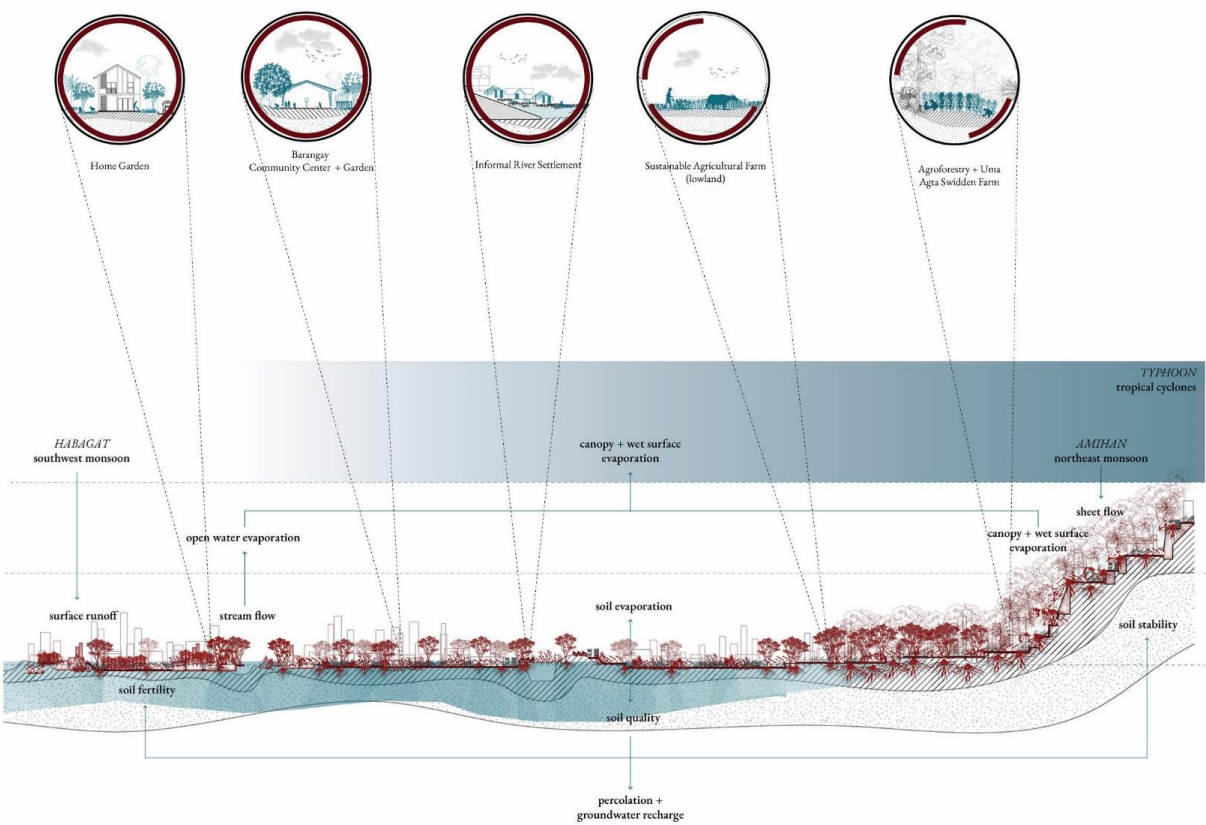 Home Garden
Barangay
Community Center + Garden
Informal River Settlement
Sustainable Agricultural Farm
(lowland)
Agroforestry + Uma
Agta Swidden Farm
TYPHOON
tropical cyclones
HABAGAT
southwest monsoon
canopy + wet surface
evaporation
AMIHAN
northeast monsoon
sheet flow
open water evaporation
canopy + wet surface
evaporation
surface runoff
stream flow
soil evaporation
soil stability
soil fertility
soil quality
percolation +
groundwater recharge